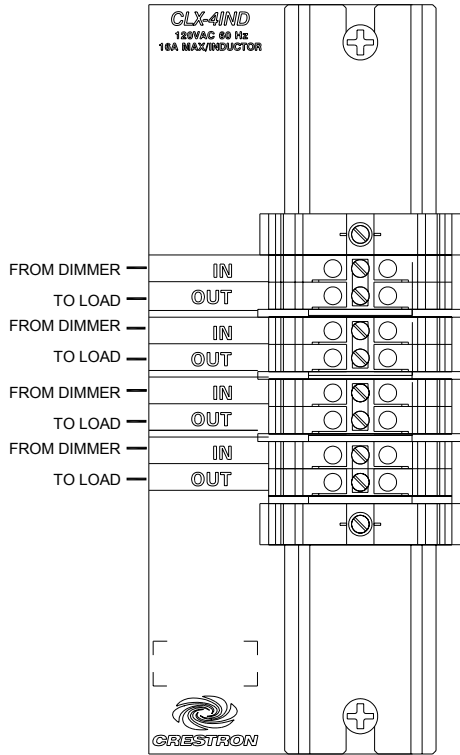 CLX-4IND
120VAC 60 Hz
16A MAX/INDUCTOR
FROM DIMMER IN
TO LOAD OUT
FROM DIMMER IN
TO LOAD OUT
FROM DIMMER IN
TO LOAD OUT
FROM DIMMER IN
TO LOAD OUT
CRESTRON